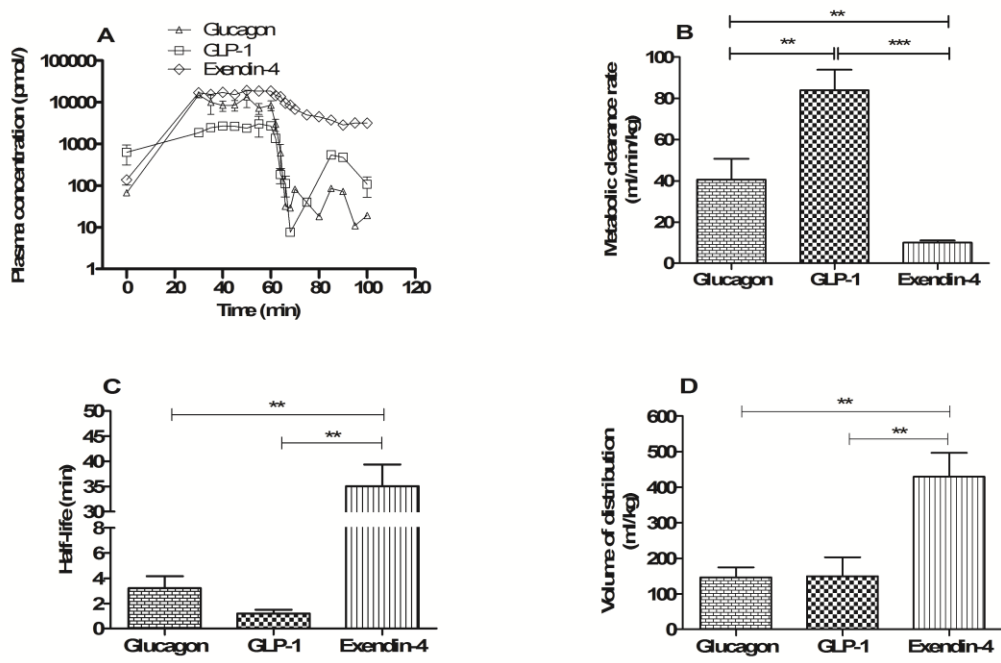 A
Glucagon
GLP-1
Exendin-4
Plasma concentration (pmol/)
100000
10000
1000
100
10
1
0 20 40 60 80 100 120
Time (min)
B
** 
** ***
Metabolic clearance rate
(ml/min/kg)
100
80
60
40
20
0
Glucagon GLP-1 Exendin-4
C
**
**
Half-life (min)
50
45
40
35
30
8
6
4
2
0
Glucagon GLP-1 Exendin-4
D
**
**
Volume of distribution
(ml/kg)
600
500
400
300
200
100
0
Glucagon GLP-1 Exendin-4